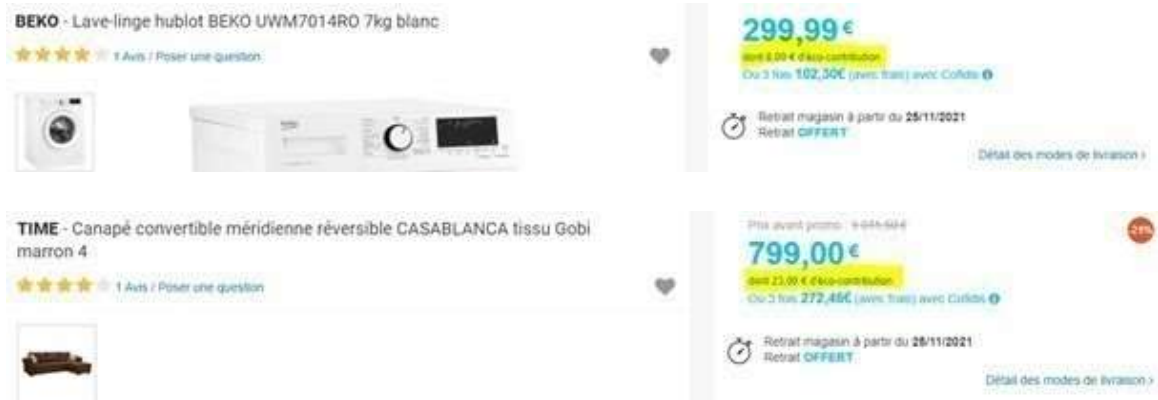 BEKO - Lave-linge hublot BEKO UWM7014RO 7kg blanc
1 Avis / Poser une question
299,99 €
dont 8,00 € d'éco-contribution
Ou 3 fois 102,30€ (avec frais) avec Cofidis
Retrait magasin à partir du 25/11/2021
Retrait OFFERT
Détail des modes de livraison >
TIME - Canapé convertible méridienne réversible CASABLANCA tissu Gobi
marron 4
1 Avis / Poser une question
Prix avant promo :
799,00 €
dont 23,00 € d'éco-contribution
Ou 3 fois 272,46€ (avec frais) avec Cofidis
Retrait magasin à partir du 25/11/2021
Retrait OFFERT
Détail des modes de livraison >